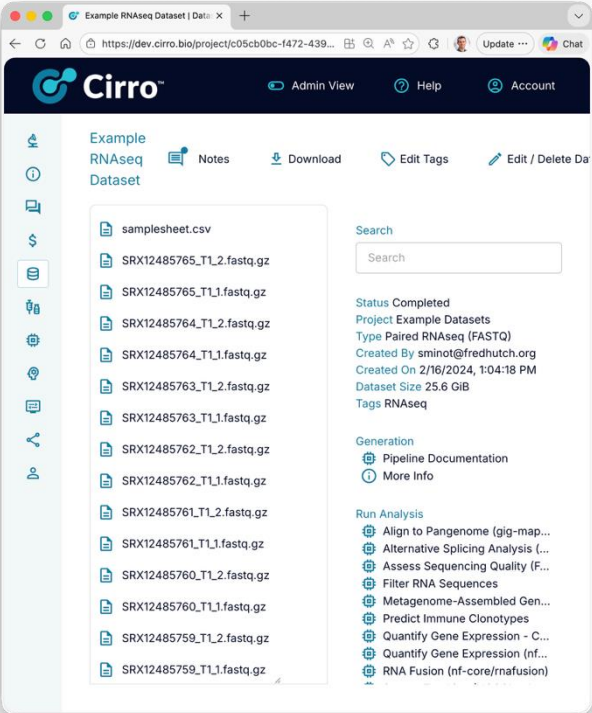 Example RNAseq Dataset | Data
https://dev.cirro.bio/project/c05cb0bc-f472-439...
Update
Chat
Cirro™
Admin View
Help
Account
Example
RNAseq
Dataset
Notes
Download
Edit Tags
Edit / Delete Da
samplesheet.csv
SRX12485765_T1_2.fastq.gz
SRX12485765_T1_1.fastq.gz
SRX12485764_T1_2.fastq.gz
SRX12485764_T1_1.fastq.gz
SRX12485763_T1_2.fastq.gz
SRX12485763_T1_1.fastq.gz
SRX12485762_T1_2.fastq.gz
SRX12485762_T1_1.fastq.gz
SRX12485761_T1_2.fastq.gz
SRX12485761_T1_1.fastq.gz
SRX12485760_T1_2.fastq.gz
SRX12485760_T1_1.fastq.gz
SRX12485759_T1_2.fastq.gz
SRX12485759_T1_1.fastq.gz
Search
Search
Status Completed
Project Example Datasets
Type Paired RNAseq (FASTQ)
Created By sminot@fredhutch.org
Created On 2/16/2024, 1:04:18 PM
Dataset Size 25.6 GiB
Tags RNAseq
Generation
Pipeline Documentation
More Info
Run Analysis
Align to Pangenome (gig-map...
Alternative Splicing Analysis (...
Assess Sequencing Quality (F...
Filter RNA Sequences
Metagenome-Assembled Gen...
Predict Immune Clonotypes
Quantify Gene Expression - C...
Quantify Gene Expression (nf...
RNA Fusion (nf-core/rnafusion)